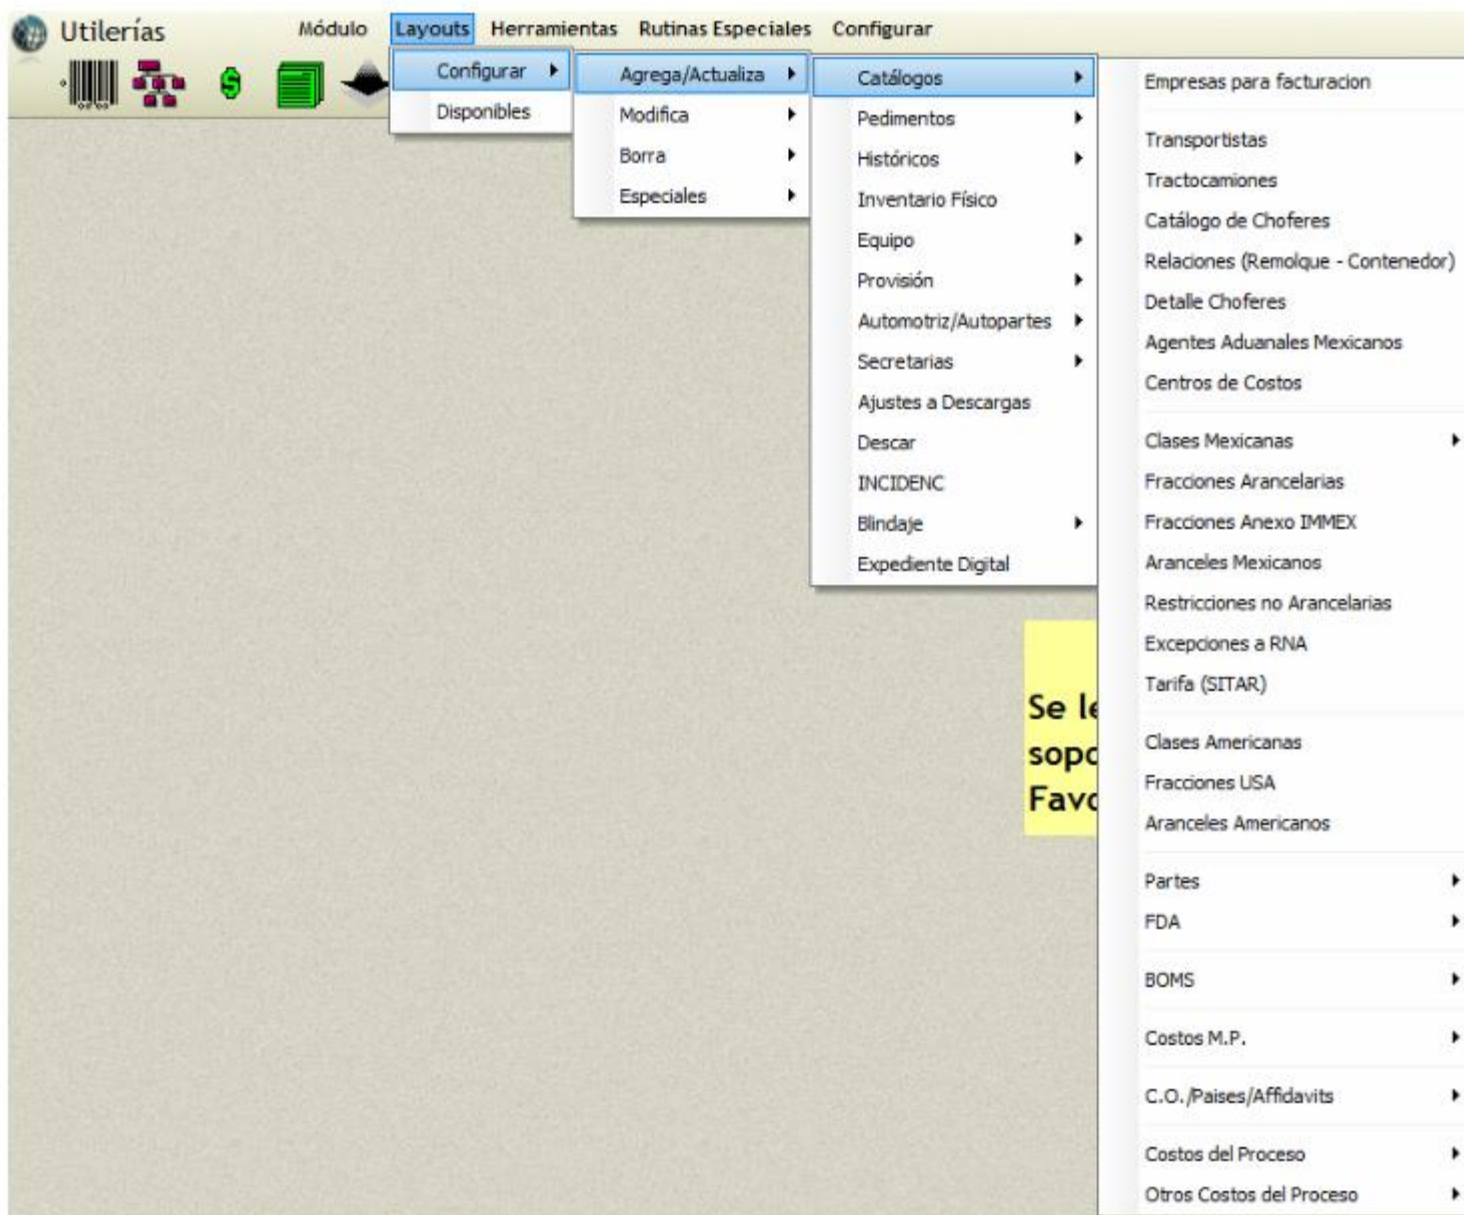 Utilerías
Módulo Layouts Herramientas Rutinas Especiales Configurar
Configurar
Disponibles
Agrega/Actualiza
Modifica
Borra
Especiales
Catálogos
Pedimentos
Históricos
Inventario Físico
Equipo
Provisión
Automotriz/Autopartes
Secretarias
Ajustes a Descargas
Descar
INCIDENC
Blindaje
Expediente Digital
Empresas para facturacion
Transportistas
Tractocamiones
Catálogo de Choferes
Relaciones (Remolque - Contenedor)
Detalle Choferes
Agentes Aduanales Mexicanos
Centros de Costos
Clases Mexicanas
Fracciones Arancelarias
Fracciones Anexo IMMEX
Aranceles Mexicanos
Restricciones no Arancelarias
Excepciones a RNA
Tarifa (SITAR)
Clases Americanas
Fracciones USA
Aranceles Americanos
Partes
FDA
BOMS
Costos M.P.
C.O./Paises/Affidavits
Costos del Proceso
Otros Costos del Proceso
Se